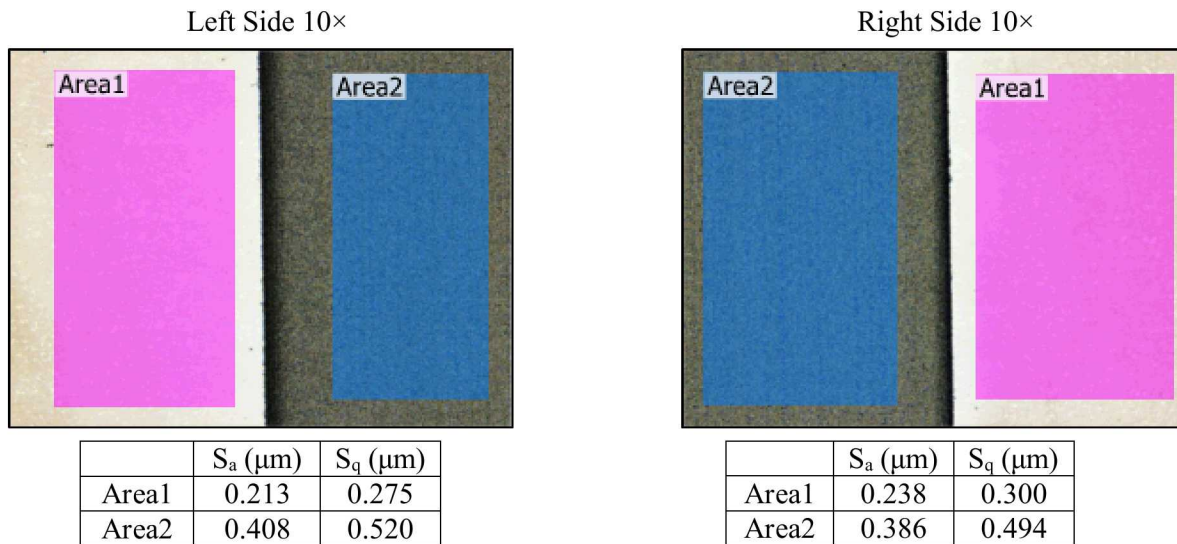 Left Side 10×
Area1
Area2
Sa (μm) Sq (μm)
Area1 0.213 0.275
Area2 0.408 0.520
Right Side 10×
Area2
Area1
Sa (μm) Sq (μm)
Area1 0.238 0.300
Area2 0.386 0.494